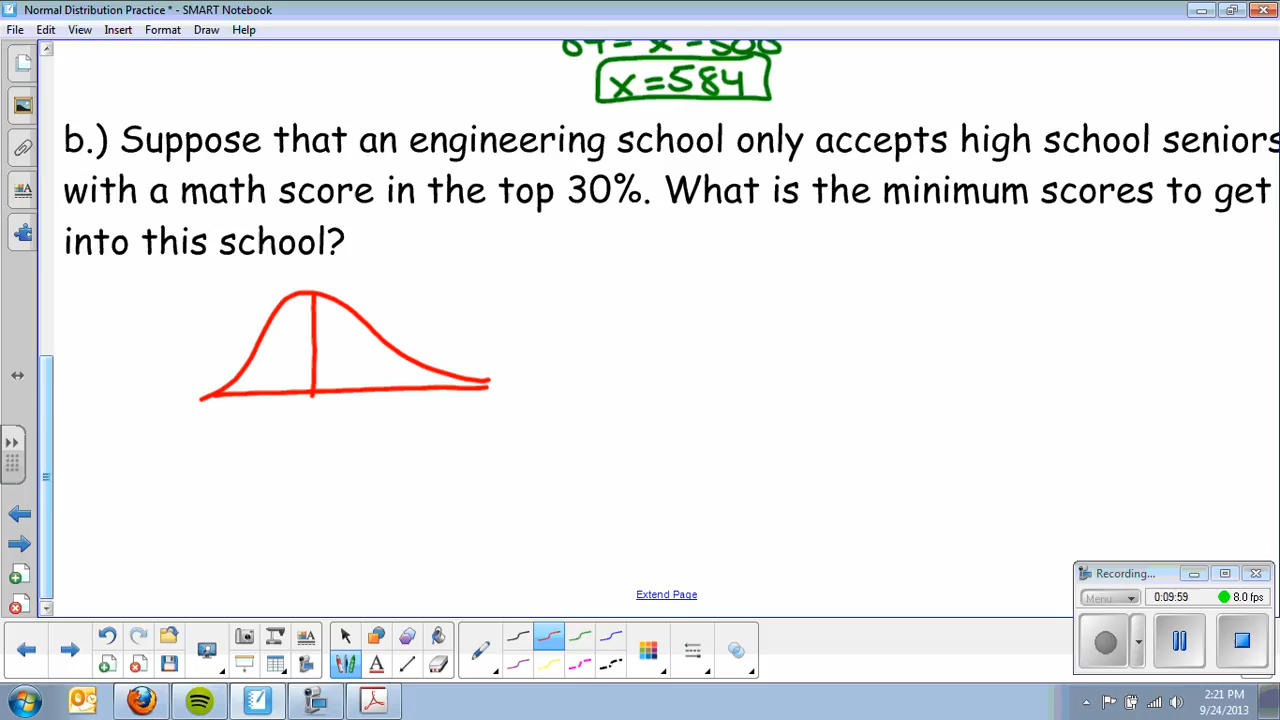 Normal Distribution Practice * - SMART Notebook
File Edit View Insert Format Draw Help
64 = x - 500
x = 584
b.) Suppose that an engineering school only accepts high school seniors
with a math score in the top 30%. What is the minimum scores to get
into this school?
Extend Page
Recording...
Menu
0:09:59
8.0 fps
2:21 PM
9/24/2013